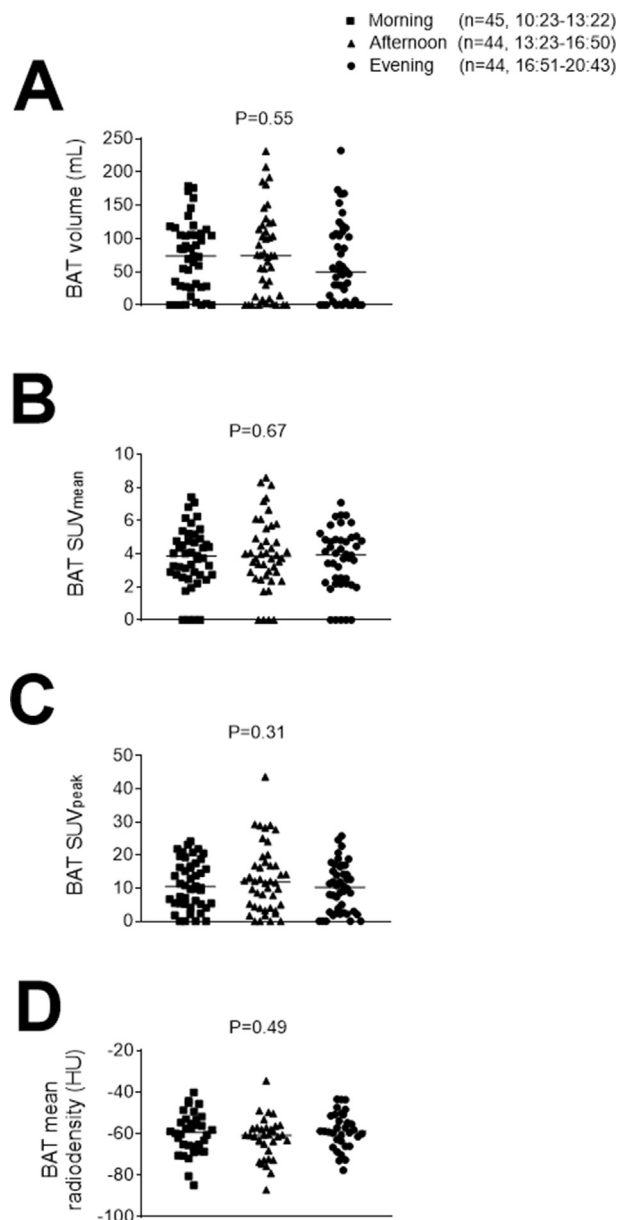 Morning (n=45, 10:23-13:22)
Afternoon (n=44, 13:23-16:50)
Evening (n=44, 16:51-20:43)
A
P=0.55
BAT volume (mL)
250
200
150
100
50
0
B
P=0.67
BAT SUVmean
10
8
6
4
2
0
C
P=0.31
BAT SUVpeak
50
40
30
20
10
0
D
P=0.49
BAT mean
radiodensity (HU)
-20
-40
-60
-80
-100